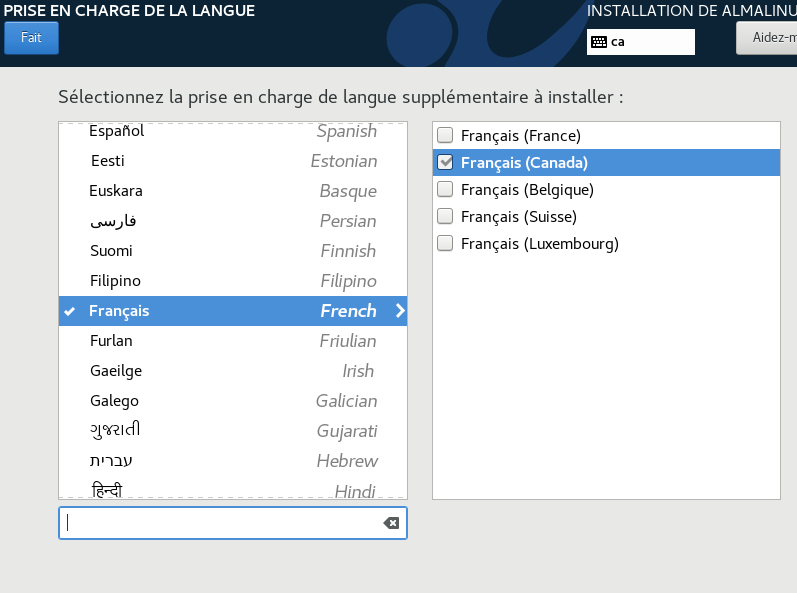 PRISE EN CHARGE DE LA LANGUE
INSTALLATION DE ALMALINU
Fait
ca
Aidez-m
Sélectionnez la prise en charge de langue supplémentaire à installer :
Español Spanish
Eesti Estonian
Euskara Basque
فارسی Persian
Suomi Finnish
Filipino Filipino
Français French
Furlan Friulian
Gaeilge Irish
Galego Galician
ગુજરાતી Gujarati
עברית Hebrew
हिन्दी Hindi
Français (France)
Français (Canada)
Français (Belgique)
Français (Suisse)
Français (Luxembourg)